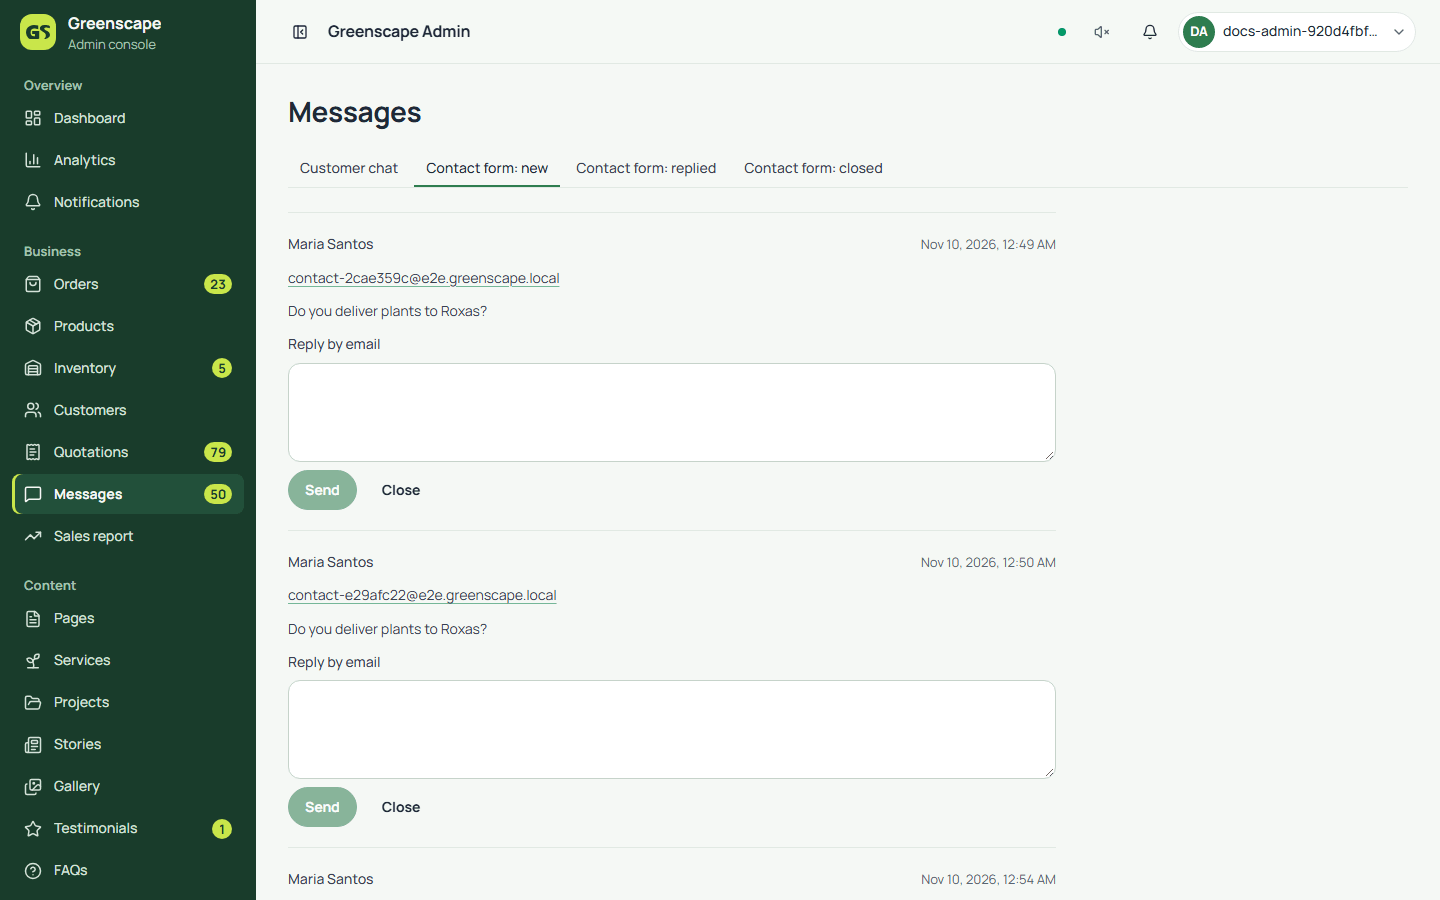 GS
Greenscape
Admin console
Overview
Dashboard
Analytics
Notifications
Business
Orders 23
Products
Inventory 5
Customers
Quotations 79
Messages 50
Sales report
Content
Pages
Services
Projects
Stories
Gallery
Testimonials 1
FAQs
Greenscape Admin
DA docs-admin-920d4fbf...
Messages
Customer chat Contact form: new Contact form: replied Contact form: closed
Maria Santos Nov 10, 2026, 12:49 AM
contact-2cae359c@e2e.greenscape.local
Do you deliver plants to Roxas?
Reply by email
Send Close
Maria Santos Nov 10, 2026, 12:50 AM
contact-e29afc22@e2e.greenscape.local
Do you deliver plants to Roxas?
Reply by email
Send Close
Maria Santos Nov 10, 2026, 12:54 AM